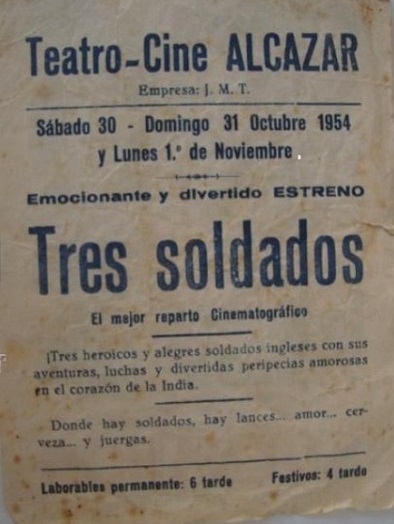 Teatro-Cine ALCAZAR
Empresa: J. M. T.
Sábado 30 - Domingo 31 Octubre 1954
y Lunes 1.º de Noviembre
Emocionante y divertido ESTRENO
Tres soldados
El mejor reparto Cinematográfico
¡Tres heroicos y alegres soldados ingleses con sus
aventuras, luchas y divertidas peripecias amorosas
en el corazón de la India.
Donde hay soldados, hay lances... amor... cer-
veza... y juergas.
Laborables permanente: 6 tarde Festivos: 4 tarde